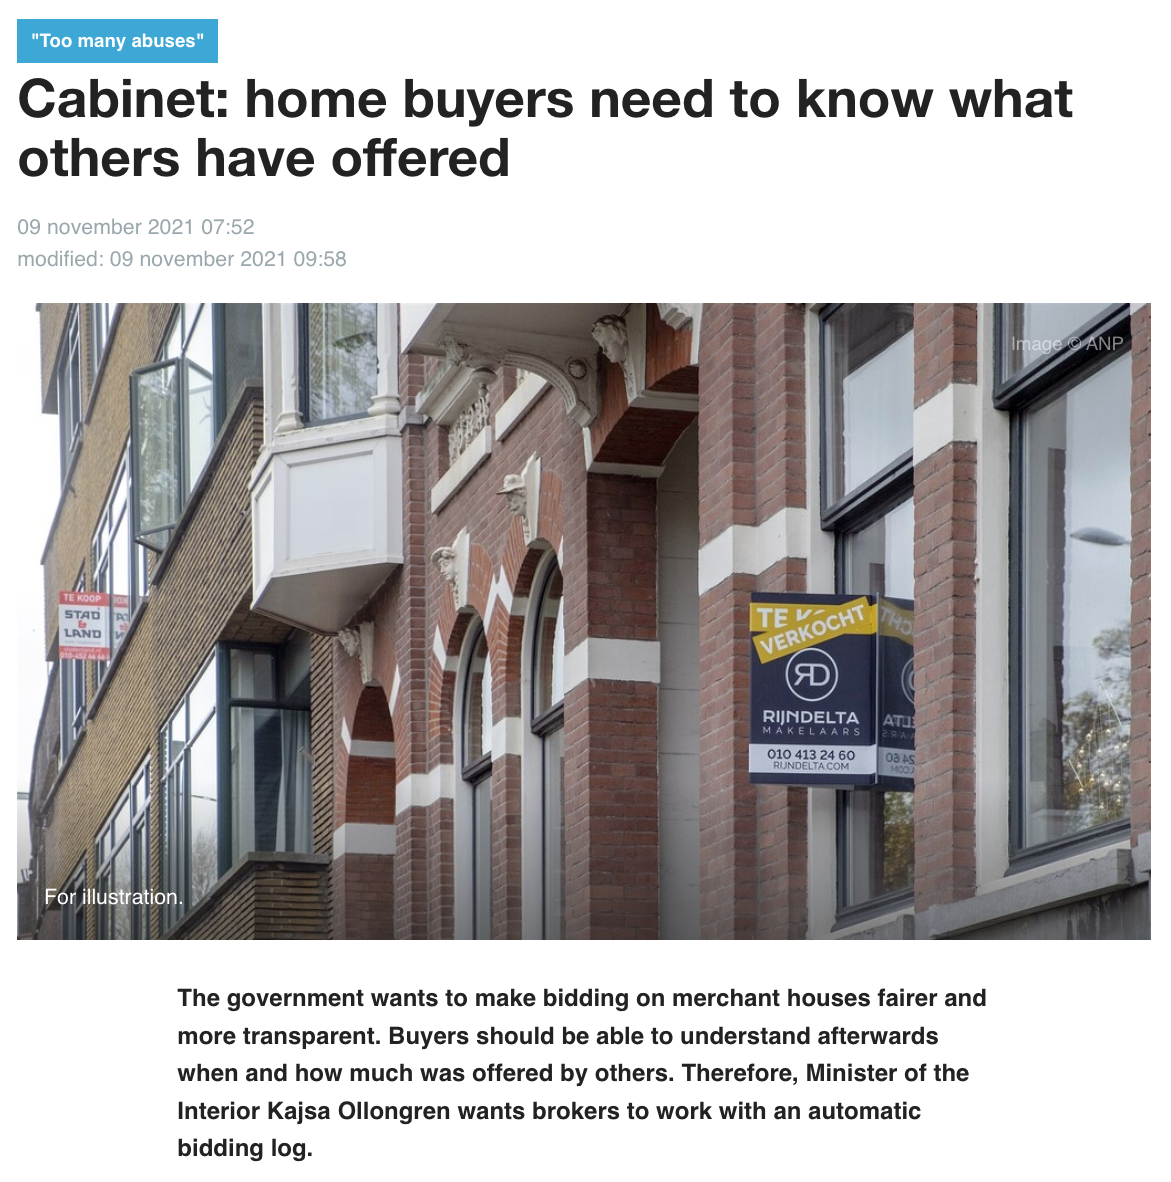 "Too many abuses"
Cabinet: home buyers need to know what
others have offered
09 november 2021 07:52
modified: 09 november 2021 09:58
Image © ANP
TE KOOP
STAD
&
LAND
010-452 66 66
TE
VERKOCHT
RD
RIJNDELTA
MAKELAARS
010 413 24 60
RIJNDELTA.COM
For illustration.
The government wants to make bidding on merchant houses fairer and
more transparent. Buyers should be able to understand afterwards
when and how much was offered by others. Therefore, Minister of the
Interior Kajsa Ollongren wants brokers to work with an automatic
bidding log.